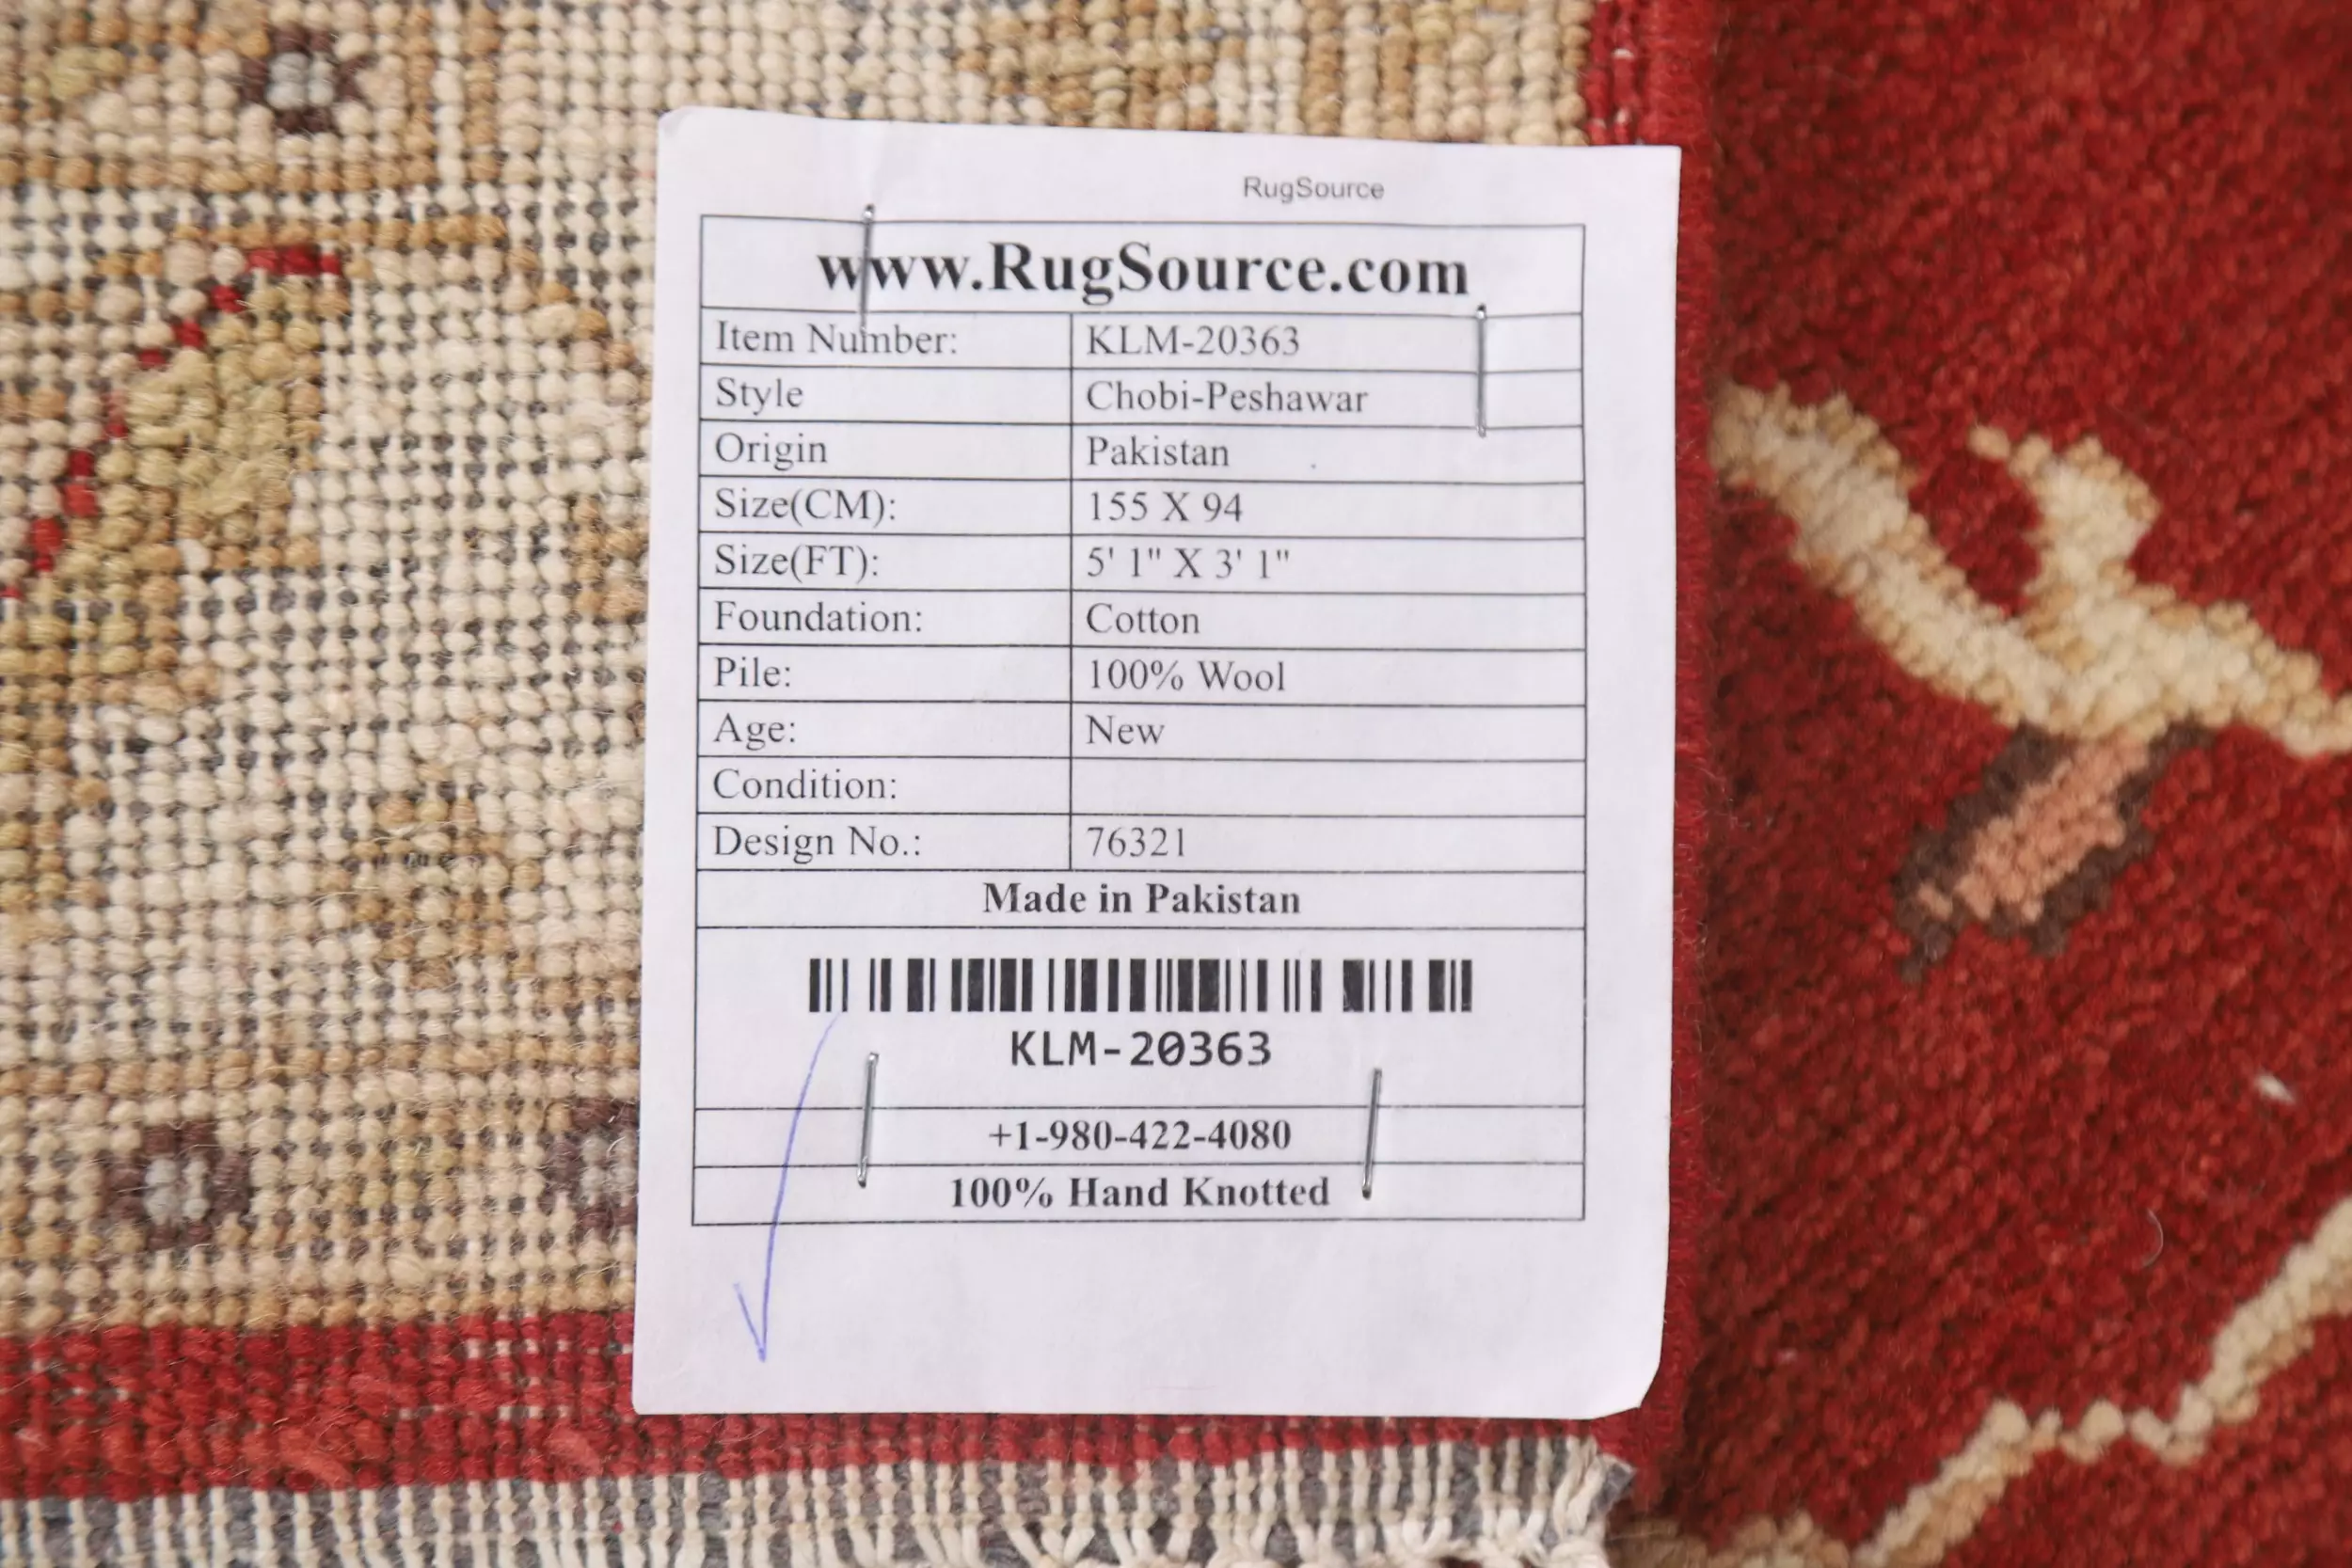 RugSource
www.RugSource.com
Item Number: KLM-20363
Style Chobi-Peshawar
Origin Pakistan
Size(CM): 155 X 94
Size(FT): 5' 1" X 3' 1"
Foundation: Cotton
Pile: 100% Wool
Age: New
Condition:
Design No.: 76321
Made in Pakistan
KLM-20363
+1-980-422-4080
100% Hand Knotted